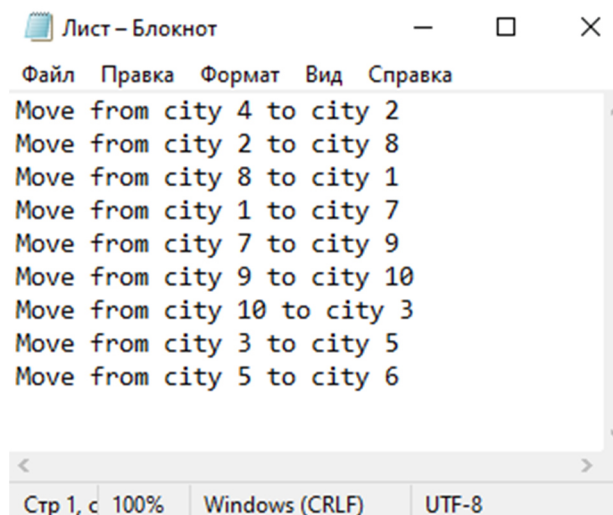 Лист – Блокнот
Файл Правка Формат Вид Справка
Move from city 4 to city 2
Move from city 2 to city 8
Move from city 8 to city 1
Move from city 1 to city 7
Move from city 7 to city 9
Move from city 9 to city 10
Move from city 10 to city 3
Move from city 3 to city 5
Move from city 5 to city 6
Стр 1, с 100% Windows (CRLF) UTF-8